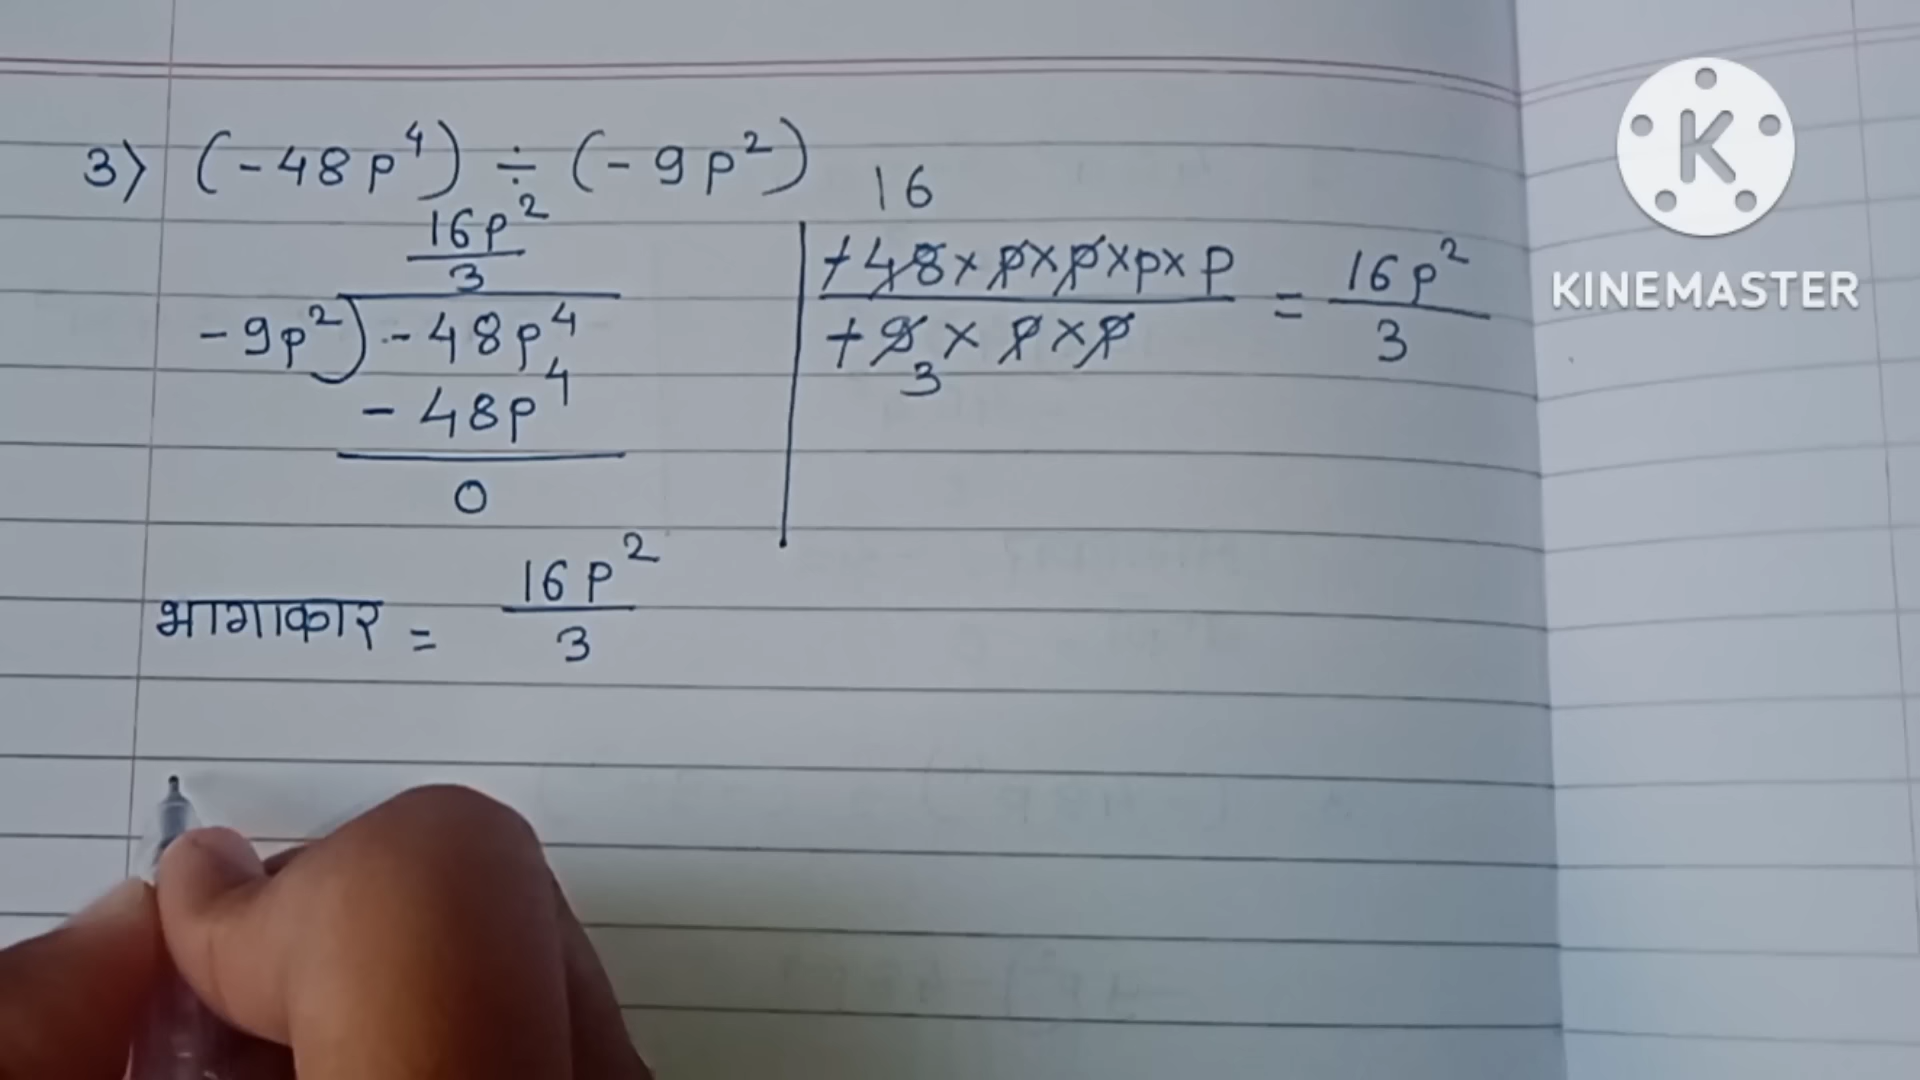 3) (-48p⁴) ÷ (-9p²)
16p²
3
-9p²) -48p⁴
-48p⁴
0
16
+48×p×p×p×p = 16p²
+9×p×p 3
3
भागाकार = 16p²
3
K
KINEMASTER